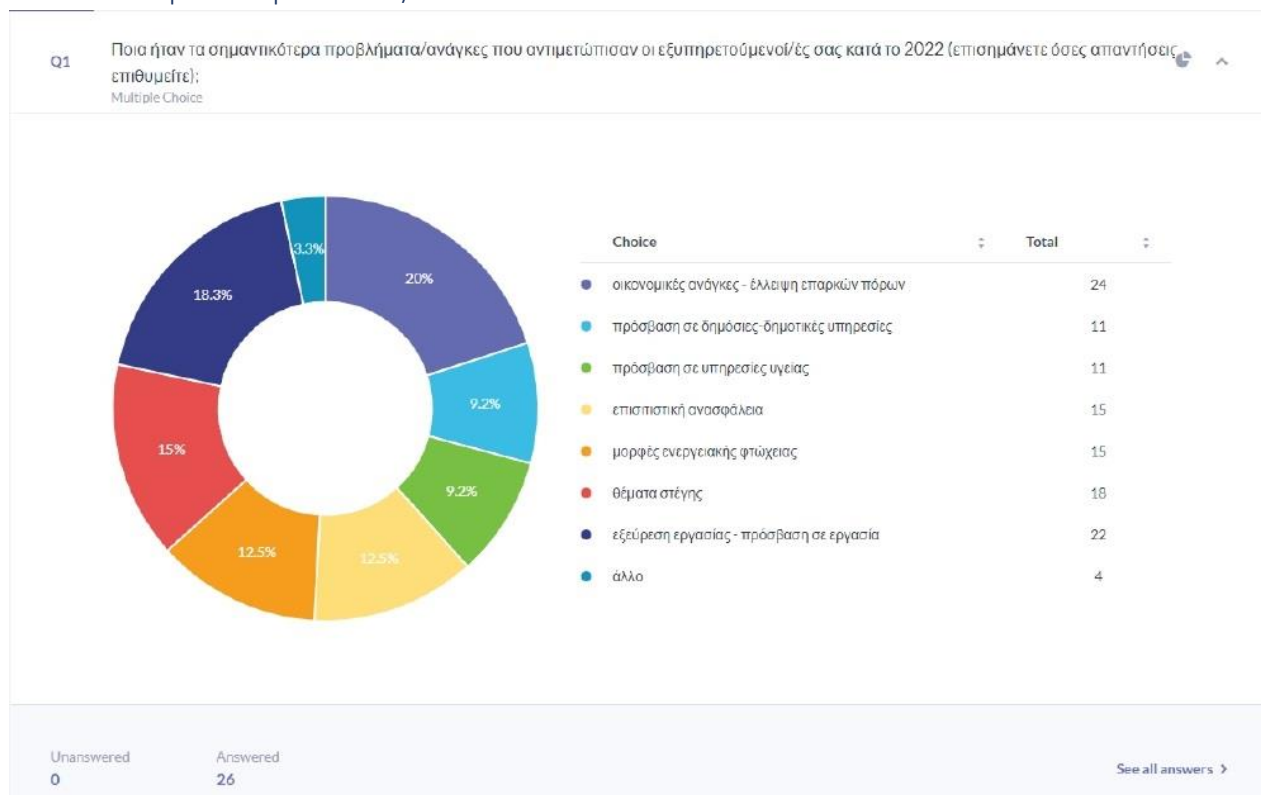 Q1
Ποια ήταν τα σημαντικότερα προβλήματα/ανάγκες που αντιμετώπισαν οι εξυπηρετούμενοί/ές σας κατά το 2022 (επισημάνετε όσες απαντήσεις
επιθυμείτε);
Multiple Choice
3.3%
20%
18.3%
9.2%
15%
9.2%
12.5%
12.5%
Choice Total
οικονομικές ανάγκες - έλλειψη επαρκών πόρων 24
πρόσβαση σε δημόσιες-δημοτικές υπηρεσίες 11
πρόσβαση σε υπηρεσίες υγείας 11
επισιτιστική ανασφάλεια 15
μορφές ενεργειακής φτώχειας 15
θέματα στέγης 18
εξεύρεση εργασίας - πρόσβαση σε εργασία 22
άλλο 4
Unanswered Answered
0 26
See all answers